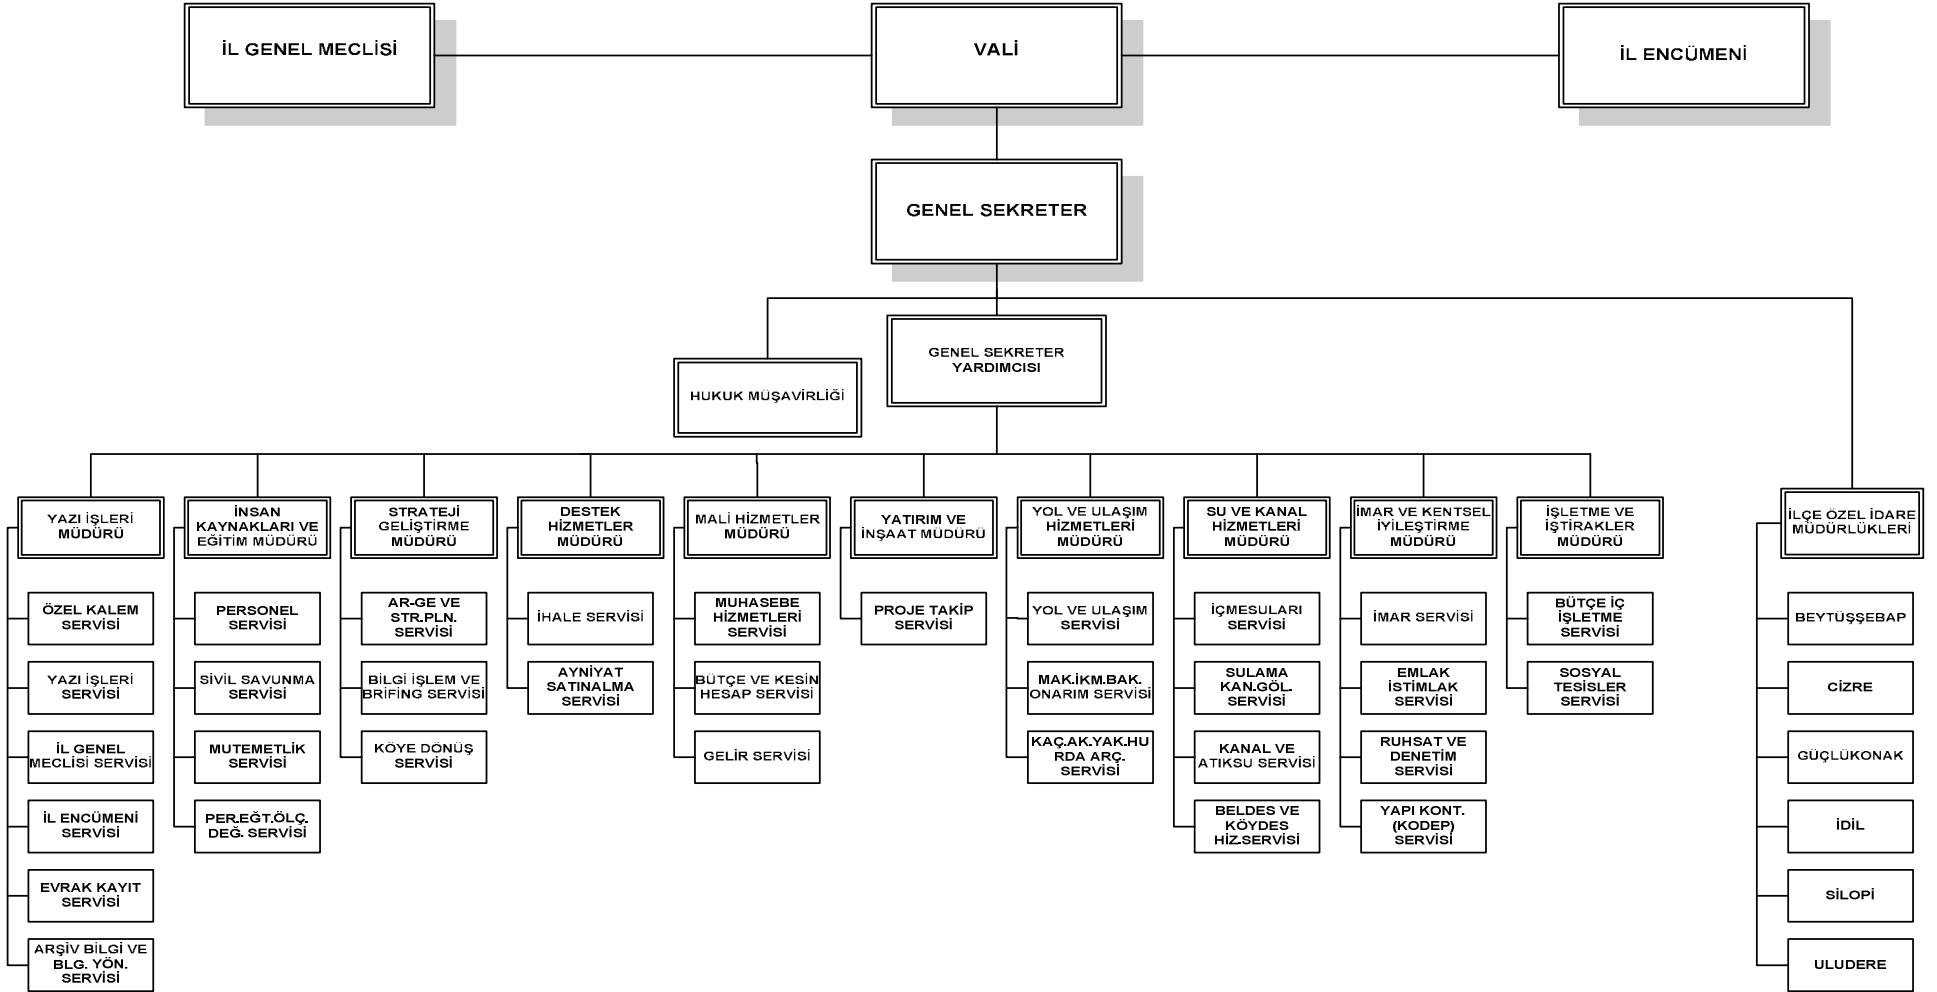 İL GENEL MECLİSİ
VALİ
İL ENCÜMENİ
GENEL SEKRETER
GENEL SEKRETER
YARDIMCISI
HUKUK MÜŞAVİRLİĞİ
YAZI İŞLERİ
MÜDÜRÜ
ÖZEL KALEM
SERVİSİ
YAZI İŞLERİ
SERVİSİ
İL GENEL
MECLİSİ SERVİSİ
İL ENCÜMENİ
SERVİSİ
EVRAK KAYIT
SERVİSİ
ARŞİV BİLGİ VE
BLG. YÖN.
SERVİSİ
İNSAN
KAYNAKLARI VE
EĞİTİM MÜDÜRÜ
PERSONEL
SERVİSİ
SİVİL SAVUNMA
SERVİSİ
MUTEMETLİK
SERVİSİ
PER.EĞT.ÖLÇ.
DEĞ. SERVİSİ
STRATEJİ
GELİŞTİRME
MÜDÜRÜ
AR-GE VE
STR.PLN.
SERVİSİ
BİLGİ İŞLEM VE
BRİFİNG SERVİSİ
KÖYE DÖNÜŞ
SERVİSİ
DESTEK
HİZMETLER
MÜDÜRÜ
İHALE SERVİSİ
AYNİYAT
SATINALMA
SERVİSİ
MALİ HİZMETLER
MÜDÜRÜ
MUHASEBE
HİZMETLERİ
SERVİSİ
BÜTÇE VE KESİN
HESAP SERVİSİ
GELİR SERVİSİ
YATIRIM VE
İNŞAAT MÜDÜRÜ
PROJE TAKİP
SERVİSİ
YOL VE ULAŞIM
HİZMETLERİ
MÜDÜRÜ
YOL VE ULAŞIM
SERVİSİ
MAK.İKM.BAK.
ONARIM SERVİSİ
KAÇ.AK.YAK.HU
RDA ARÇ.
SERVİSİ
SU VE KANAL
HİZMETLERİ
MÜDÜRÜ
İÇMESULARI
SERVİSİ
SULAMA
KAN.GÖL.
SERVİSİ
KANAL VE
ATIKSU SERVİSİ
BELDES VE
KÖYDES
HİZ.SERVİSİ
İMAR VE KENTSEL
İYİLEŞTİRME
MÜDÜRÜ
İMAR SERVİSİ
EMLAK
İSTİMLAK
SERVİSİ
RUHSAT VE
DENETİM
SERVİSİ
YAPI KONT.
(KODEP)
SERVİSİ
İŞLETME VE
İŞTİRAKLER
MÜDÜRÜ
BÜTÇE İÇ
İŞLETME
SERVİSİ
SOSYAL
TESİSLER
SERVİSİ
İLÇE ÖZEL İDARE
MÜDÜRLÜKLERİ
BEYTÜŞŞEBAP
CİZRE
GÜÇLÜKONAK
İDİL
SİLOPİ
ULUDERE